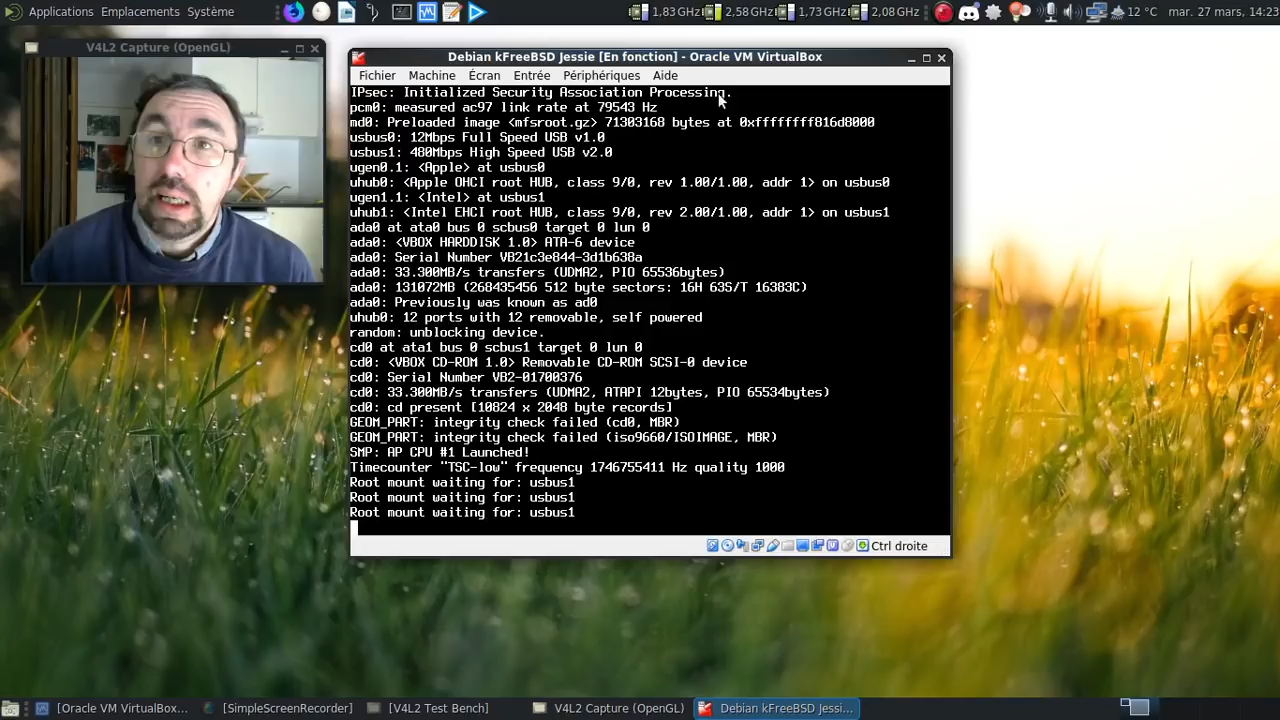 Applications Emplacements Système
1,83 GHz 2,58 GHz 1,73 GHz 2,08 GHz 12 °C mar. 27 mars, 14:23
V4L2 Capture (OpenGL)
Debian kFreeBSD Jessie [En fonction] - Oracle VM VirtualBox
Fichier Machine Écran Entrée Périphériques Aide
IPsec: Initialized Security Association Processing.
pcm0: measured ac97 link rate at 79543 Hz
md0: Preloaded image <mfsroot.gz> 71303168 bytes at 0xffffffff816d8000
usbus0: 12Mbps Full Speed USB v1.0
usbus1: 480Mbps High Speed USB v2.0
ugen0.1: <Apple> at usbus0
uhub0: <Apple OHCI root HUB, class 9/0, rev 1.00/1.00, addr 1> on usbus0
ugen1.1: <Intel> at usbus1
uhub1: <Intel EHCI root HUB, class 9/0, rev 2.00/1.00, addr 1> on usbus1
ada0 at ata0 bus 0 scbus0 target 0 lun 0
ada0: <VBOX HARDDISK 1.0> ATA-6 device
ada0: Serial Number VB21c3e844-3d1b638a
ada0: 33.300MB/s transfers (UDMA2, PIO 65536bytes)
ada0: 131072MB (268435456 512 byte sectors: 16H 63S/T 16383C)
ada0: Previously was known as ad0
uhub0: 12 ports with 12 removable, self powered
random: unblocking device.
cd0 at ata1 bus 0 scbus1 target 0 lun 0
cd0: <VBOX CD-ROM 1.0> Removable CD-ROM SCSI-0 device
cd0: Serial Number VB2-01700376
cd0: 33.300MB/s transfers (UDMA2, ATAPI 12bytes, PIO 65534bytes)
cd0: cd present [10824 x 2048 byte records]
GEOM_PART: integrity check failed (cd0, MBR)
GEOM_PART: integrity check failed (iso9660/ISOIMAGE, MBR)
SMP: AP CPU #1 Launched!
Timecounter "TSC-low" frequency 1746755411 Hz quality 1000
Root mount waiting for: usbus1
Root mount waiting for: usbus1
Root mount waiting for: usbus1
Ctrl droite
[Oracle VM VirtualBox... [SimpleScreenRecorder] [V4L2 Test Bench] V4L2 Capture (OpenGL) Debian kFreeBSD Jessi...